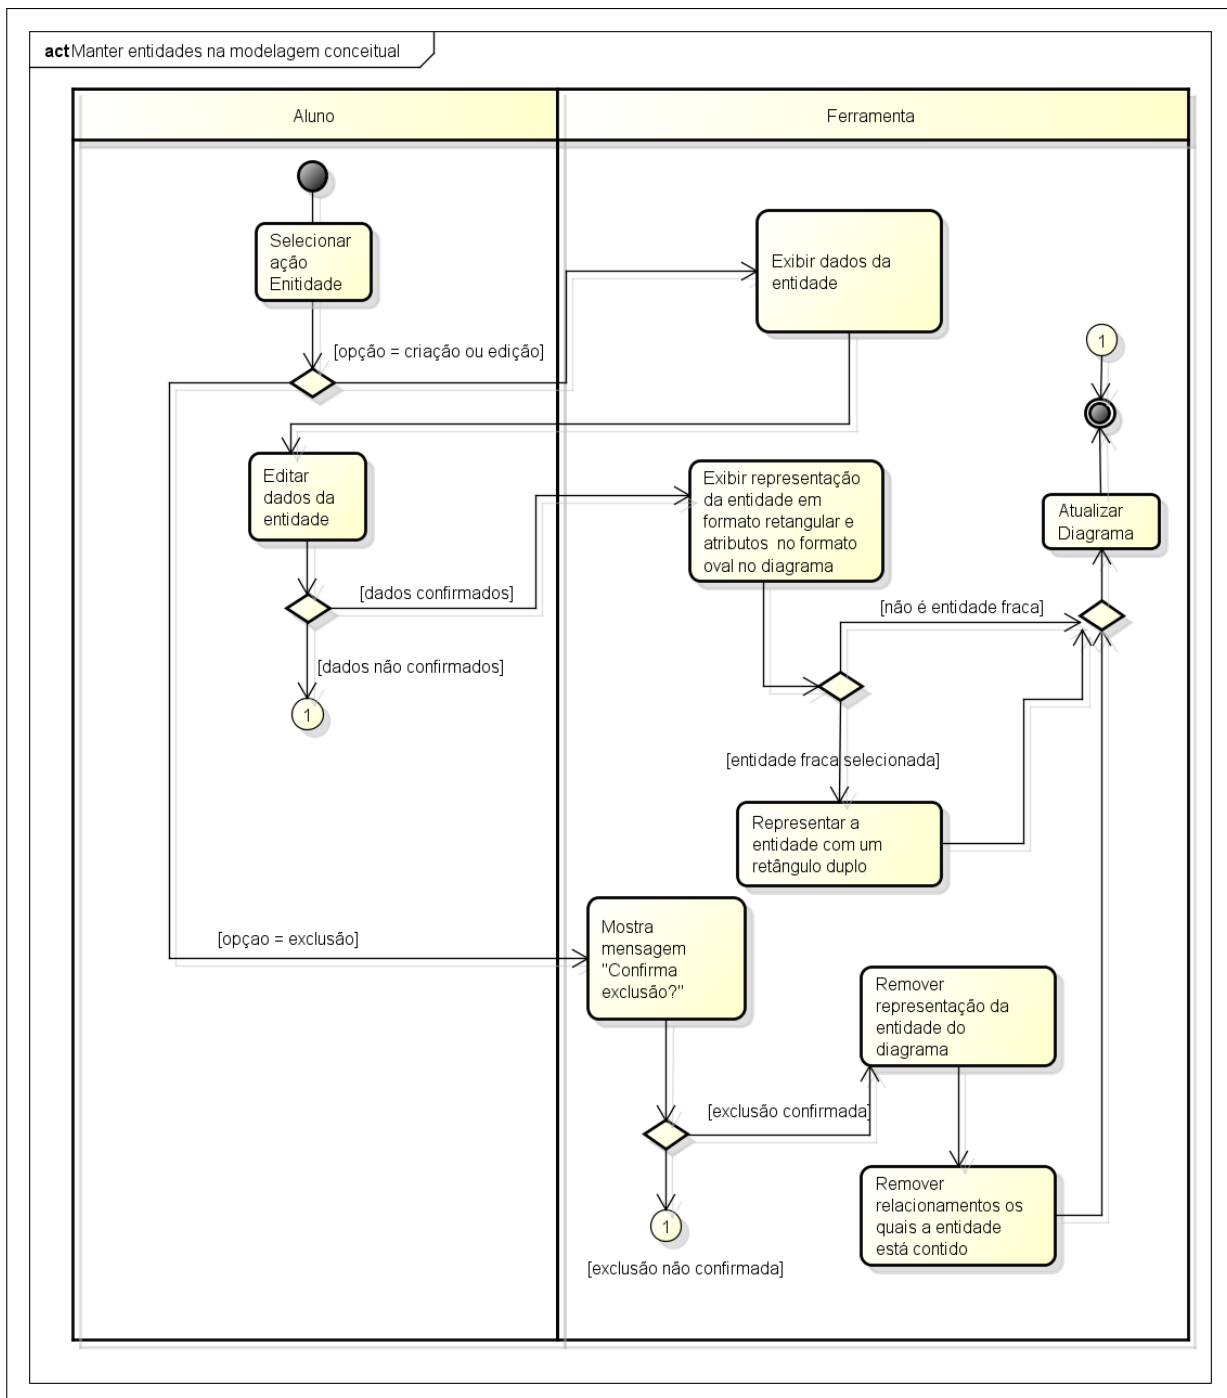 act Manter entidades na modelagem conceitual
Aluno
Ferramenta
Selecionar
ação
Enitidade
Exibir dados da
entidade
[opção = criação ou edição]
1
Editar
dados da
entidade
Exibir representação
da entidade em
formato retangular e
atributos no formato
oval no diagrama
Atualizar
Diagrama
[dados confirmados]
[não é entidade fraca]
[dados não confirmados]
1
[entidade fraca selecionada]
Representar a
entidade com um
retângulo duplo
[opçao = exclusão]
Mostra
mensagem
"Confirma
exclusão?"
Remover
representação da
entidade do
diagrama
[exclusão confirmada]
Remover
relacionamentos os
quais a entidade
está contido
1
[exclusão não confirmada]